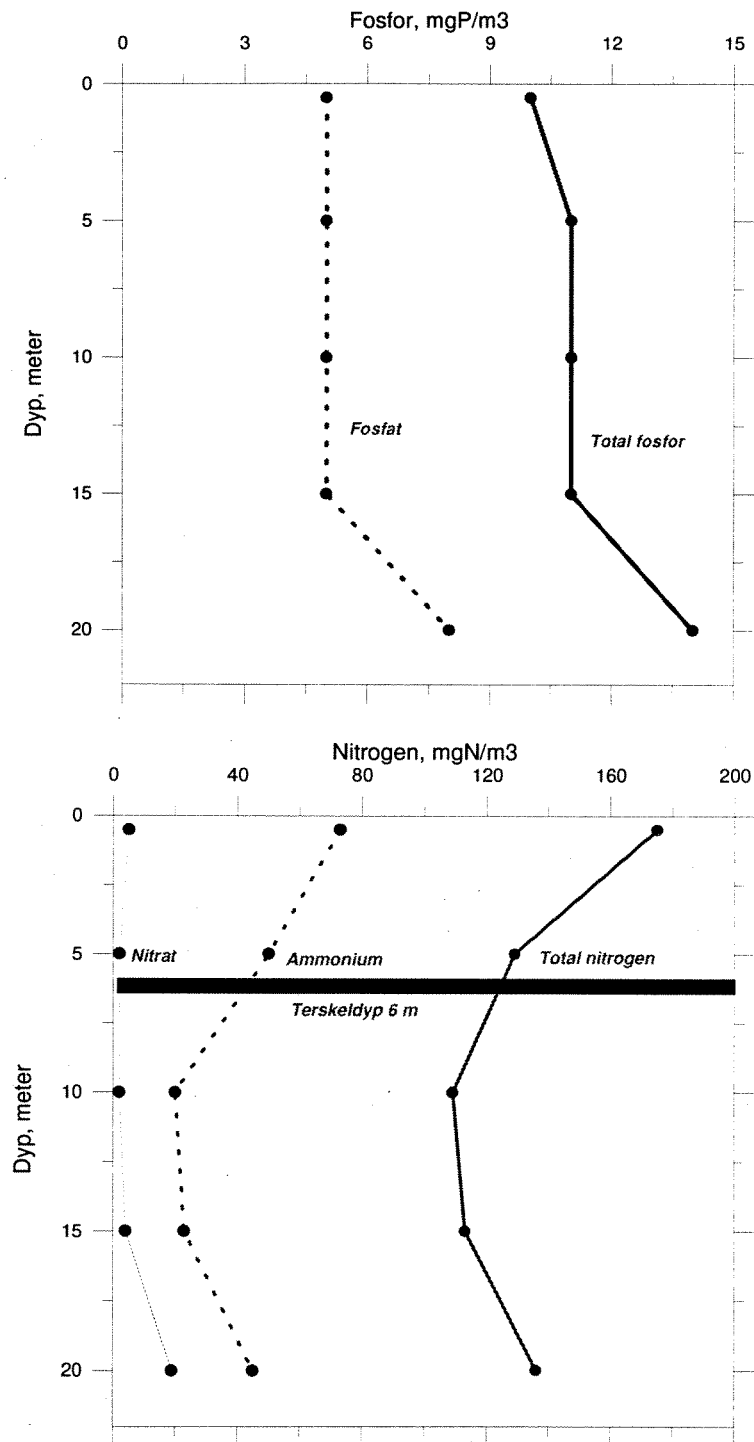 Fosfor, mgP/m3
0 3 6 9 12 15
0
5
10
15
20
Dyp, meter
Fosfat
Total fosfor
Nitrogen, mgN/m3
0 40 80 120 160 200
0
5
10
15
20
Dyp, meter
Nitrat Ammonium Total nitrogen
Terskeldyp 6 m